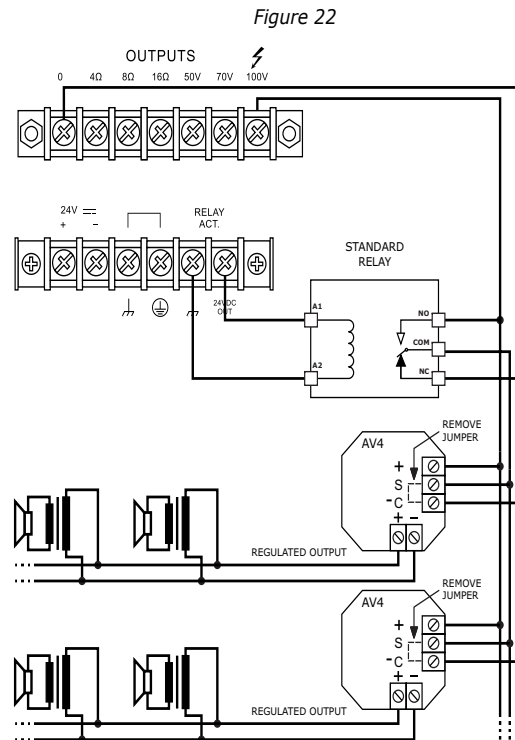 Figure 22
OUTPUTS
0 4Ω 8Ω 16Ω 50V 70V 100V
24V
+ -
RELAY
ACT.
24VDC
OUT
STANDARD
RELAY
A1
A2
NO
COM
NC
AV4
REMOVE
JUMPER
+
S
-C
+ -
REGULATED OUTPUT
AV4
REMOVE
JUMPER
+
S
-C
+ -
REGULATED OUTPUT